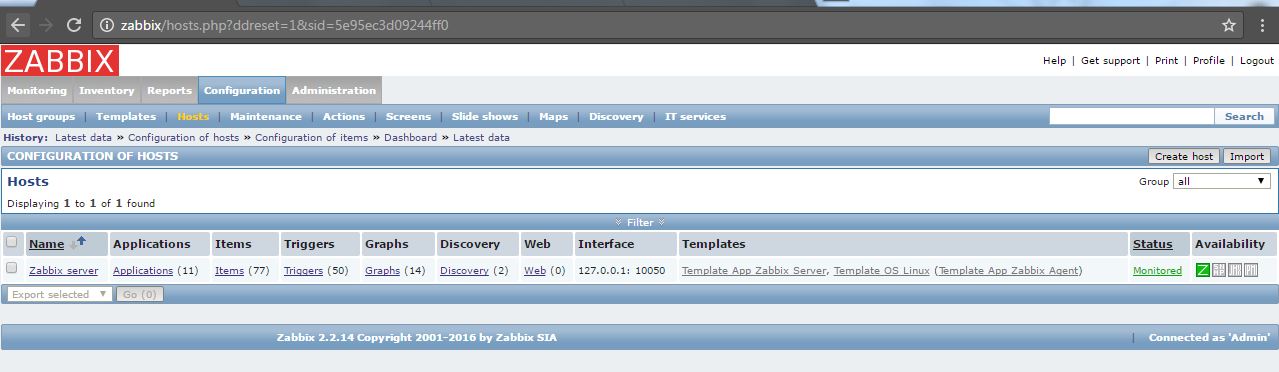 zabbix/hosts.php?ddreset=1&sid=5e95ec3d09244ff0
ZABBIX
Help | Get support | Print | Profile | Logout
Monitoring Inventory Reports Configuration Administration
Host groups | Templates | Hosts | Maintenance | Actions | Screens | Slide shows | Maps | Discovery | IT services Search
History: Latest data » Configuration of hosts » Configuration of items » Dashboard » Latest data
CONFIGURATION OF HOSTS Create host Import
Hosts Group all
Displaying 1 to 1 of 1 found
Filter
Name Applications Items Triggers Graphs Discovery Web Interface Templates Status Availability
Zabbix server Applications (11) Items (77) Triggers (50) Graphs (14) Discovery (2) Web (0) 127.0.0.1: 10050 Template App Zabbix Server, Template OS Linux (Template App Zabbix Agent) Monitored Z
Export selected Go (0)
Zabbix 2.2.14 Copyright 2001-2016 by Zabbix SIA | Connected as 'Admin'